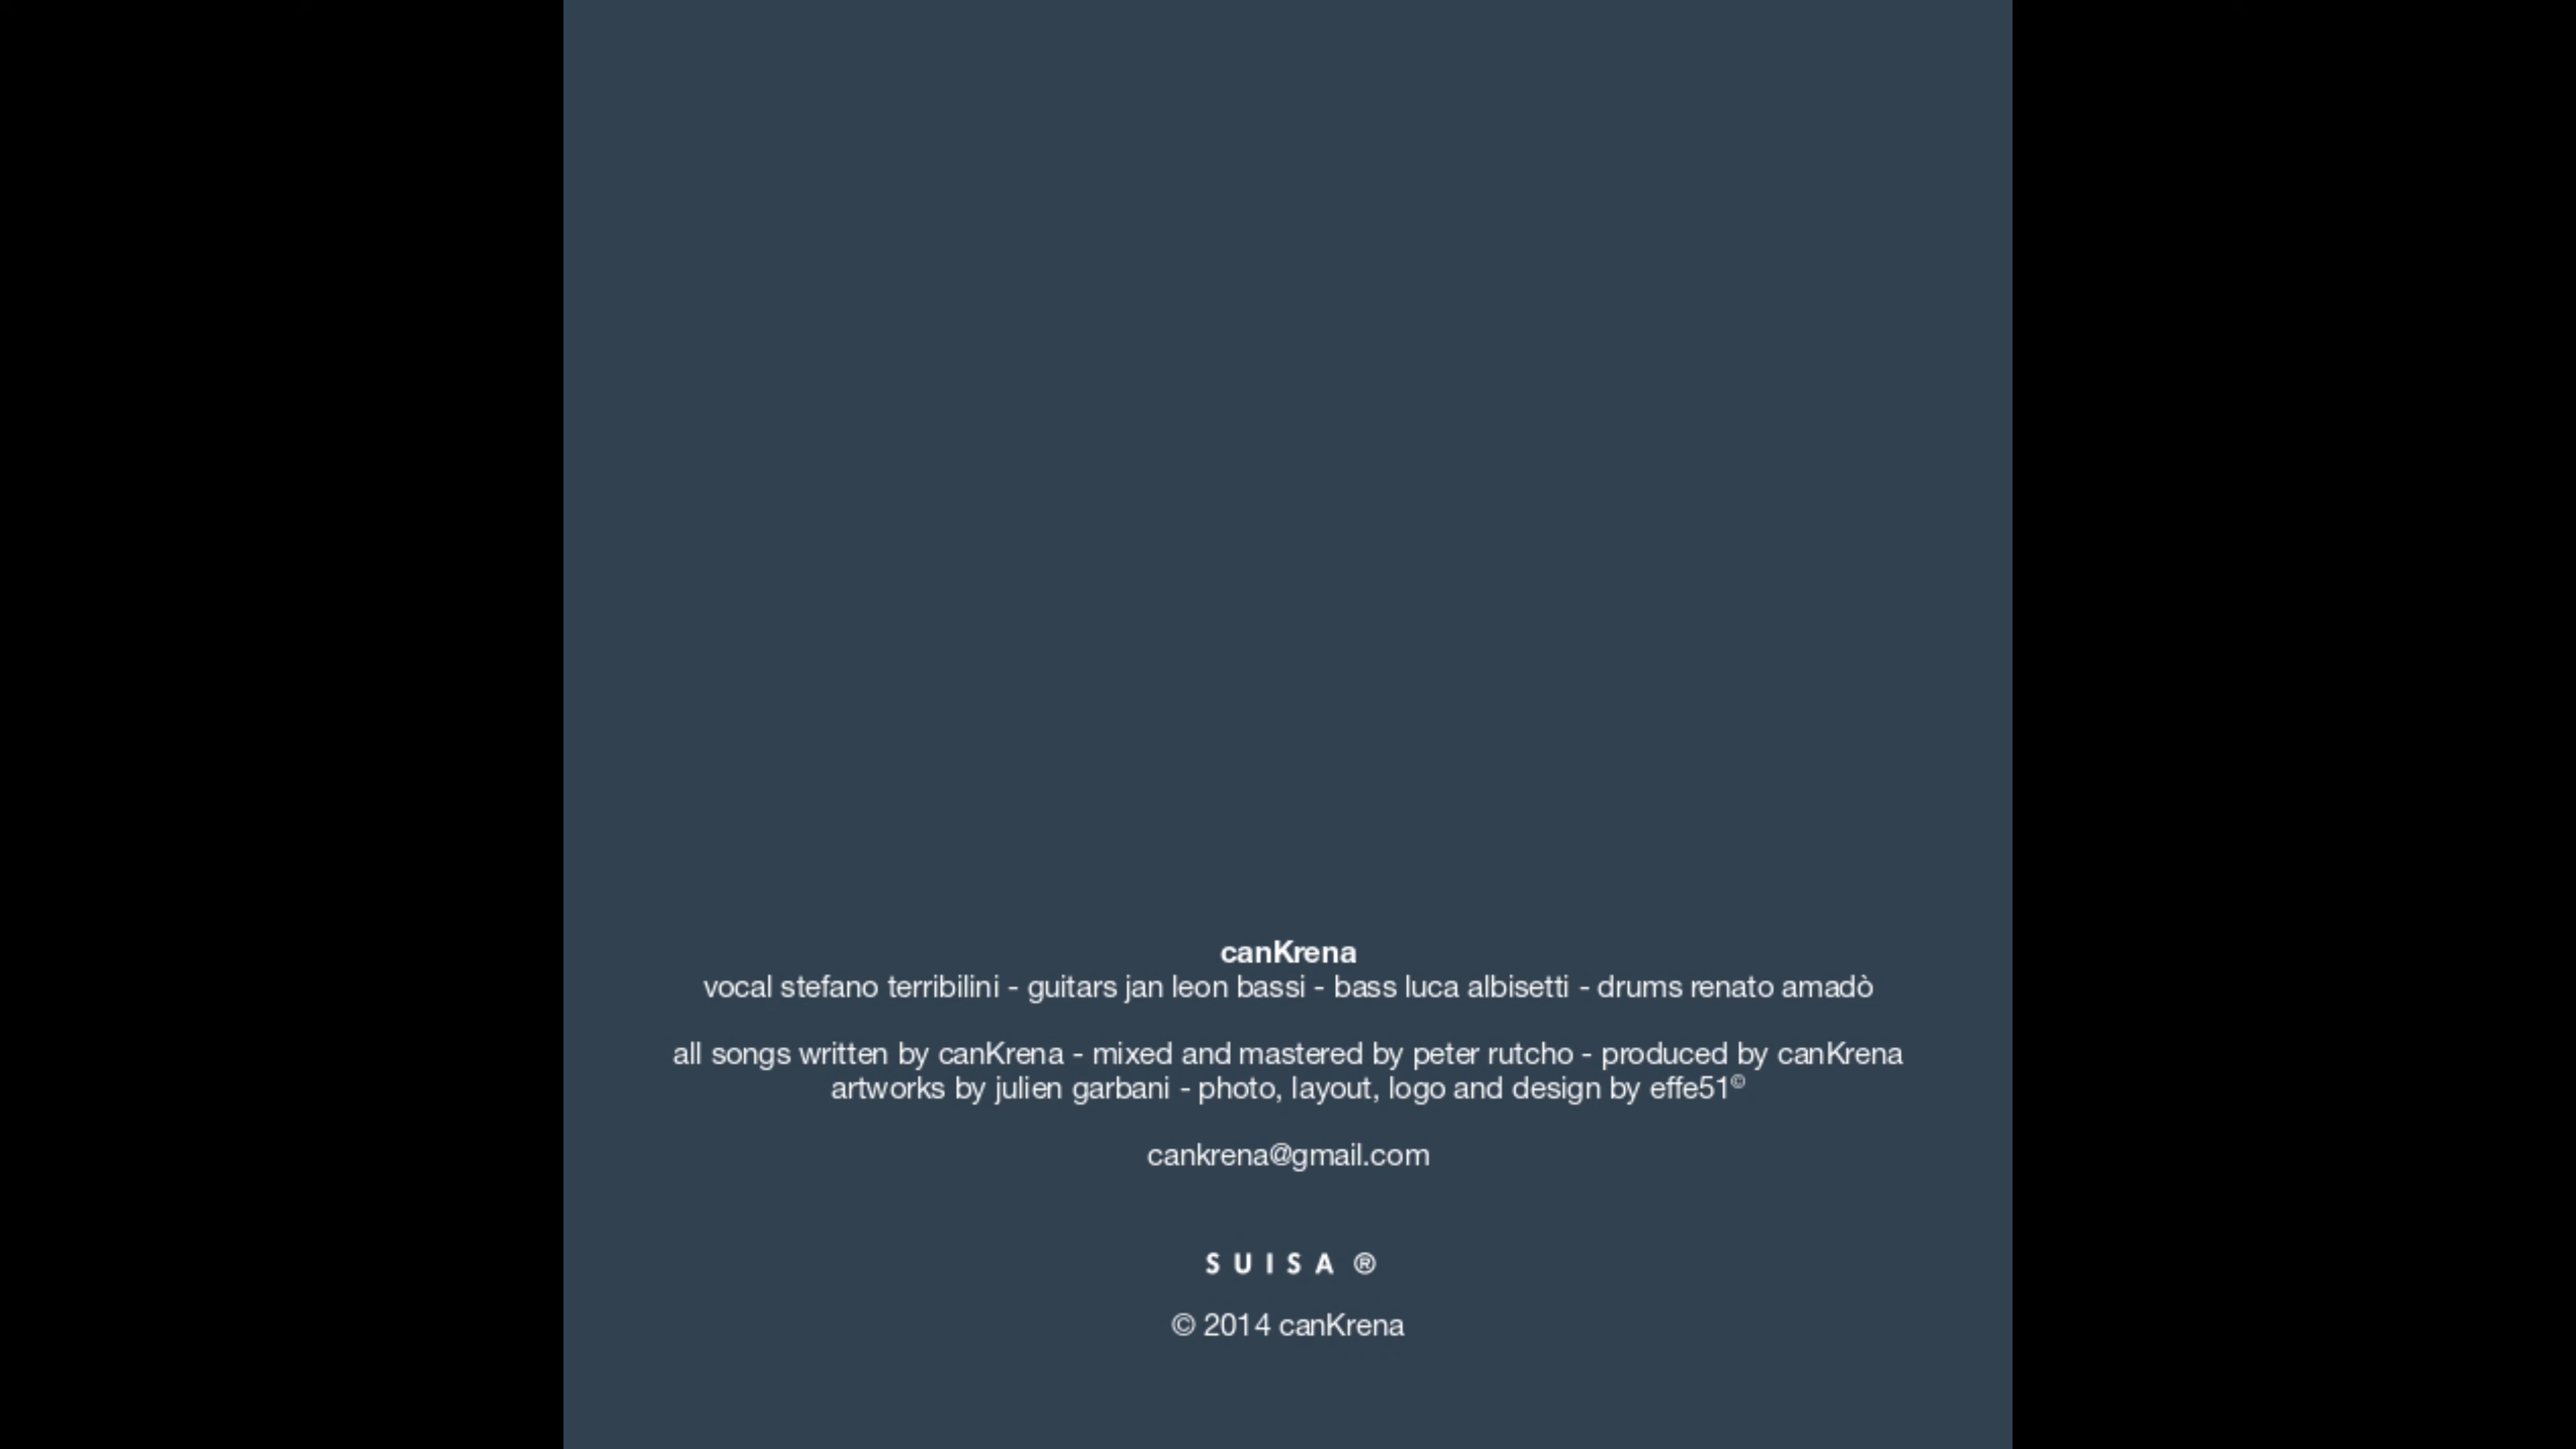 canKrena
vocal stefano terribilini - guitars jan leon bassi - bass luca albisetti - drums renato amadò
all songs written by canKrena - mixed and mastered by peter rutcho - produced by canKrena
artworks by julien garbani - photo, layout, logo and design by effe51©
cankrena@gmail.com
SUISA ®
© 2014 canKrena